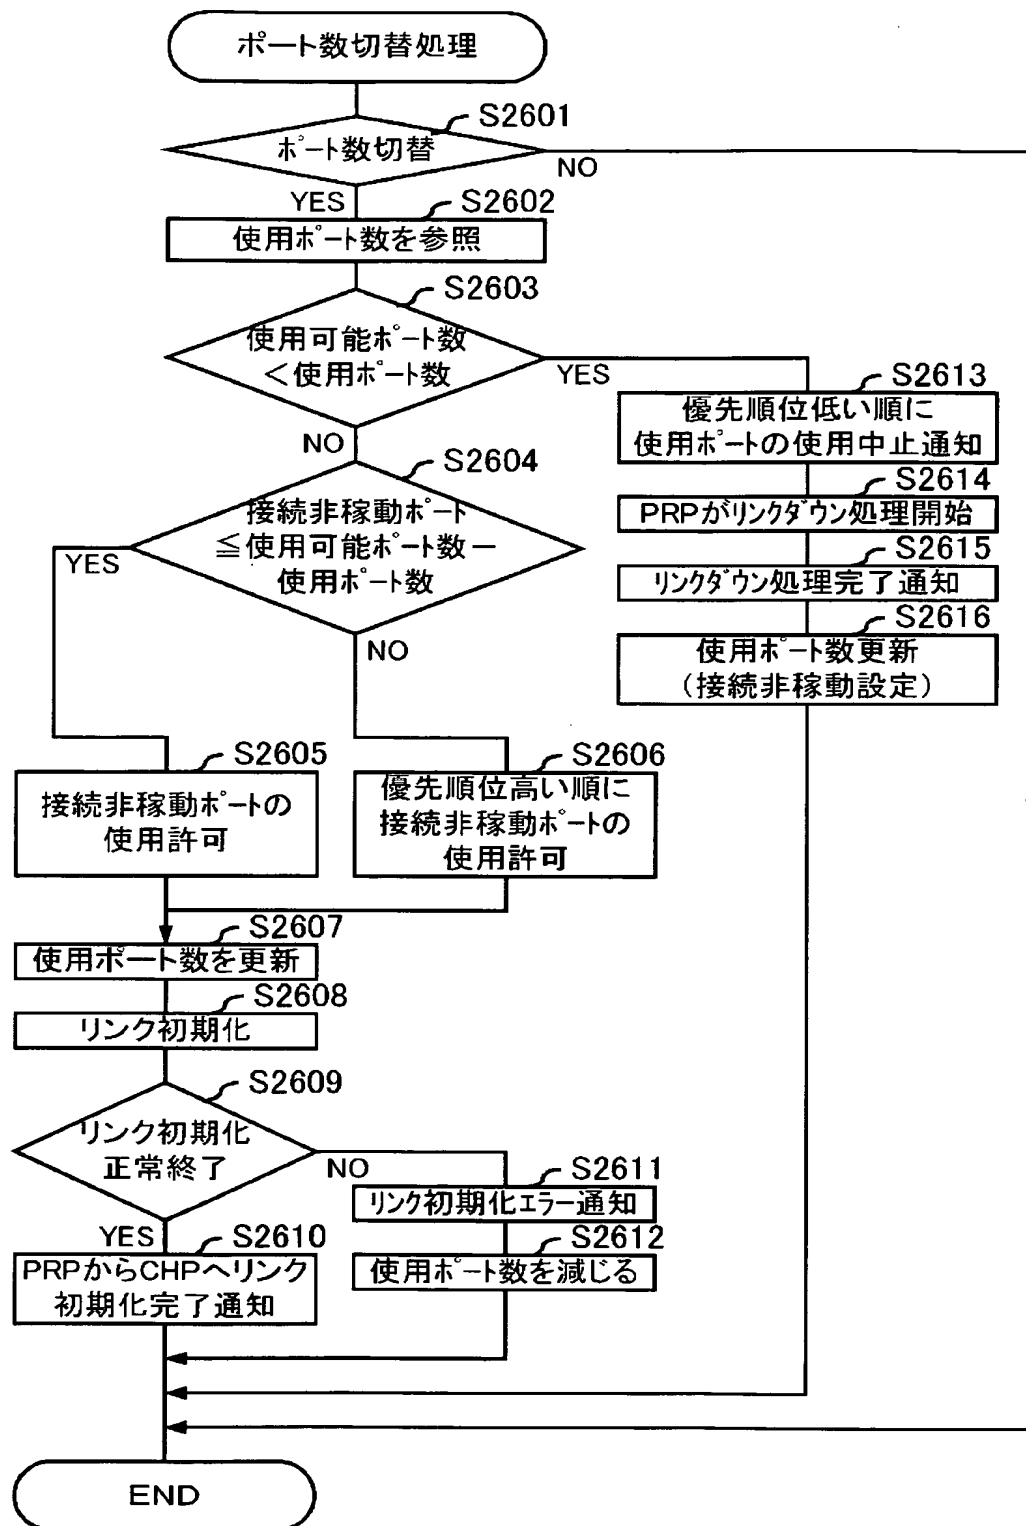 ポート数切替処理
S2601
ポート数切替
NO
YES
S2602
使用ポート数を参照
S2603
使用可能ポート数
＜使用ポート数
YES
NO
S2613
優先順位低い順に
使用ポートの使用中止通知
S2604
接続非稼動ポート
≦使用可能ポート数－
使用ポート数
YES
NO
S2614
PRPがリンクダウン処理開始
S2615
リンクダウン処理完了通知
S2616
使用ポート数更新
（接続非稼動設定）
S2605
接続非稼動ポートの
使用許可
S2606
優先順位高い順に
接続非稼動ポートの
使用許可
S2607
使用ポート数を更新
S2608
リンク初期化
S2609
リンク初期化
正常終了
NO
YES
S2611
リンク初期化エラー通知
S2610
PRPからCHPへリンク
初期化完了通知
S2612
使用ポート数を減じる
END